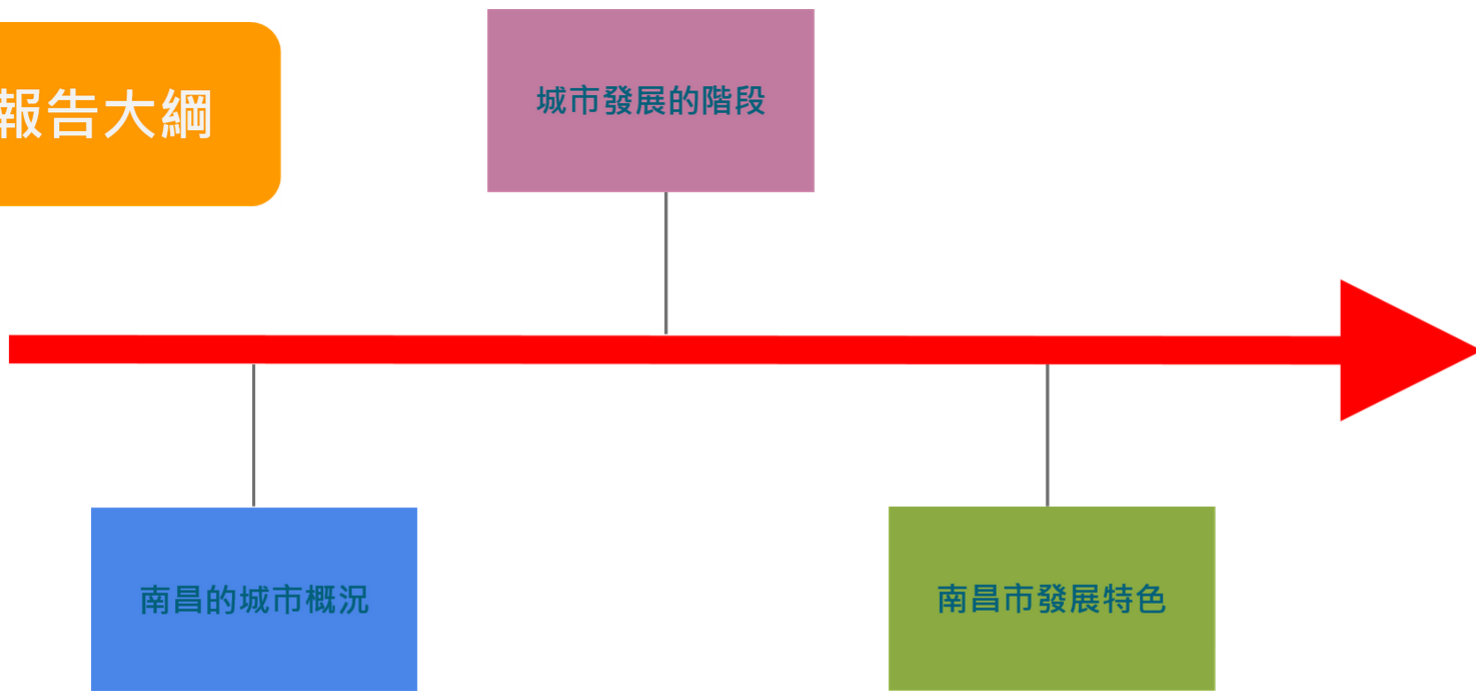 報告大綱
城市發展的階段
南昌的城市概況
南昌市發展特色